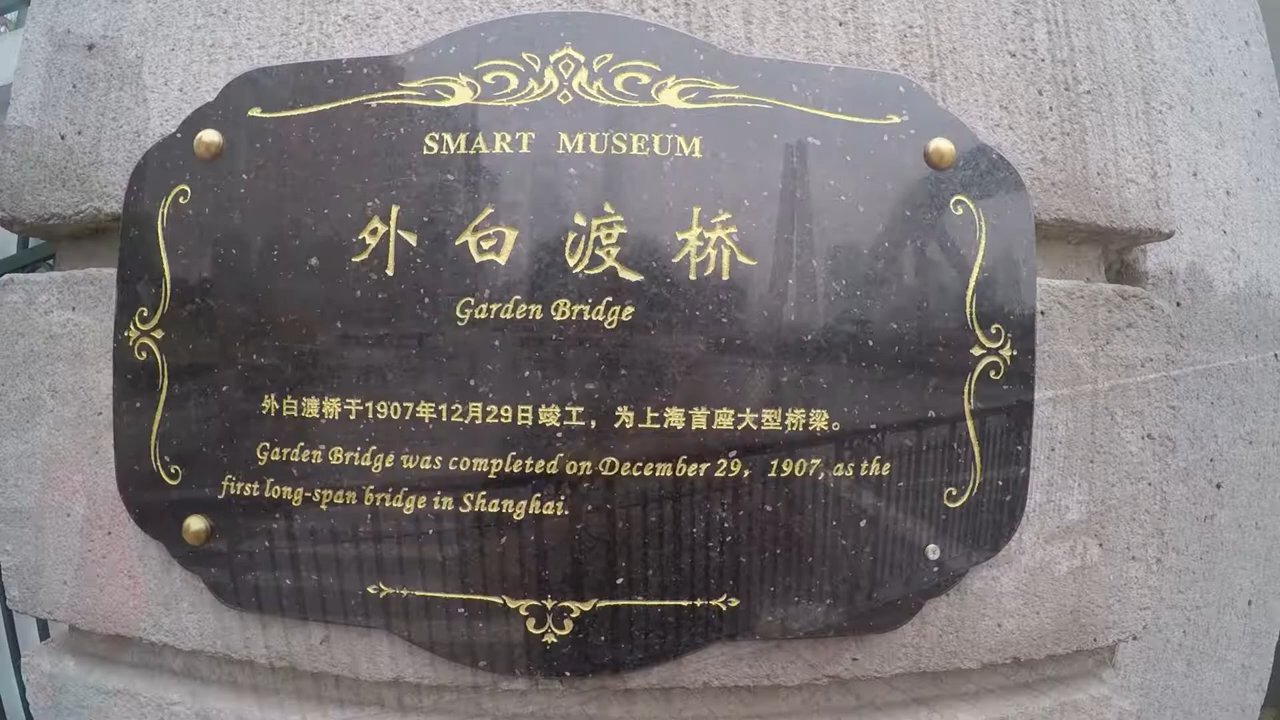 SMART MUSEUM
外白渡桥
Garden Bridge
外白渡桥于1907年12月29日竣工，为上海首座大型桥梁。
Garden Bridge was completed on December 29, 1907, as the
first long-span bridge in Shanghai.